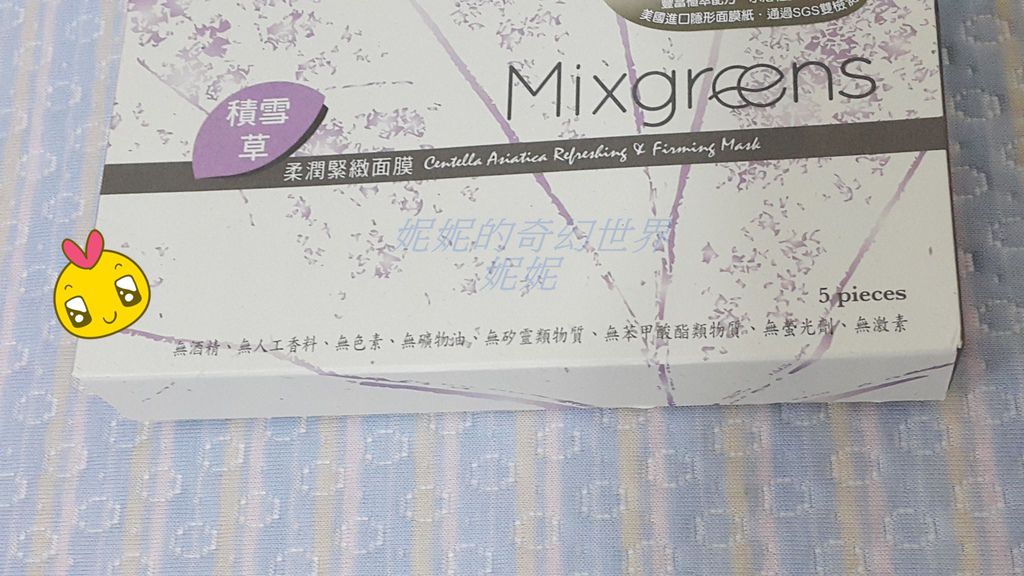 美國進口隱形面膜紙，通過SGS雙檢
Mixgreens
積雪
草
柔潤緊緻面膜 Centella Asiatica Refreshing & Firming Mask
妮妮的奇幻世界
妮妮
5 pieces
無酒精、無人工香料、無色素、無礦物油、無矽靈類物質、無苯甲酸酯類物質、無螢光劑、無激素